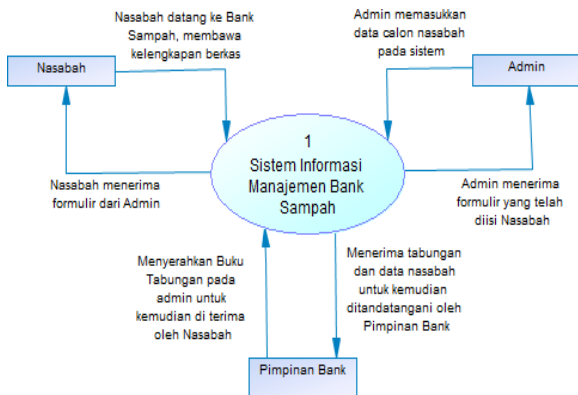 Nasabah datang ke Bank
Sampah, membawa
kelengkapan berkas
Admin memasukkan
data calon nasabah
pada sistem
Nasabah
Admin
1
Sistem Informasi
Manajemen Bank
Sampah
Nasabah menerima
formulir dari Admin
Admin menerima
formulir yang telah
diisi Nasabah
Menyerahkan Buku
Tabungan pada
admin untuk
kemudian di terima
oleh Nasabah
Menerima tabungan
dan data nasabah
untuk kemudian
ditandatangani oleh
Pimpinan Bank
Pimpinan Bank